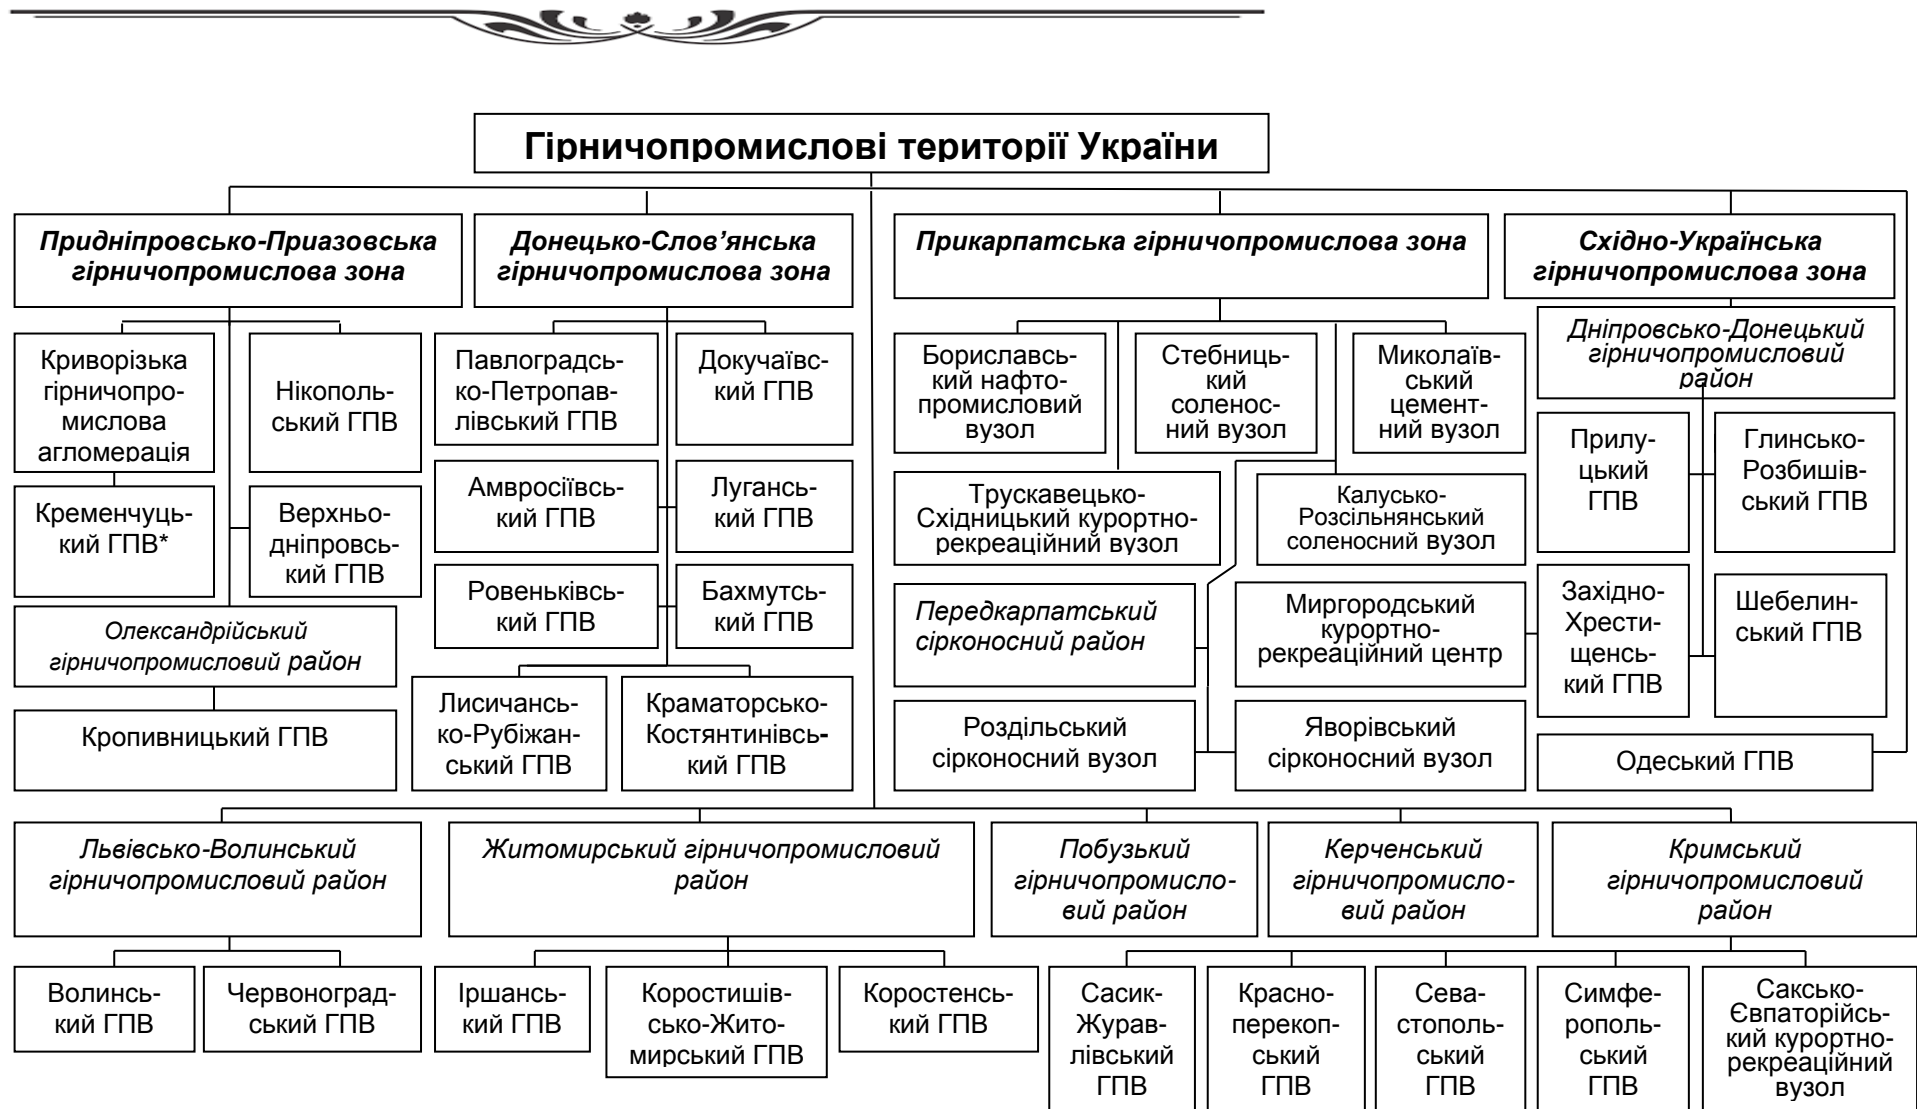 Гірничопромислові території України
Придніпровсько-Приазовська
гірничопромислова зона
Донецько-Слов’янська
гірничопромислова зона
Прикарпатська гірничопромислова зона
Східно-Українська
гірничопромислова зона
Криворізька
гірничопро-
мислова
агломерація
Нікополь-
ський ГПВ
Кременчуць-
кий ГПВ*
Верхньо-
дніпровсь-
кий ГПВ
Олександрійський
гірничопромисловий район
Кропивницький ГПВ
Павлоградсь-
ко-Петропав-
лівський ГПВ
Докучаївс-
кий ГПВ
Амвросіївсь-
кий ГПВ
Лугансь-
кий ГПВ
Ровеньківсь-
кий ГПВ
Бахмутсь-
кий ГПВ
Лисичансь-
ко-Рубіжан-
ський ГПВ
Краматорсько-
Костянтинівсь-
кий ГПВ
Бориславсь-
кий нафто-
промисловий
вузол
Стебниць-
кий
соленос-
ний вузол
Миколаїв-
ський
цемент-
ний вузол
Трускавецько-
Східницький курортно-
рекреаційний вузол
Калусько-
Розсільнянський
соленосний вузол
Передкарпатський
сірконосний район
Миргородський
курортно-
рекреаційний центр
Роздільський
сірконосний вузол
Яворівський
сірконосний вузол
Дніпровсько-Донецький
гірничопромисловий
район
Прилу-
цький
ГПВ
Глинсько-
Розбишів-
ський ГПВ
Західно-
Хрести-
щенсь-
кий ГПВ
Шебелин-
ський ГПВ
Одеський ГПВ
Львівсько-Волинський
гірничопромисловий район
Житомирський гірничопромисловий
район
Побузький
гірничопромисло-
вий район
Керченський
гірничопромисло-
вий район
Кримський
гірничопромисловий
район
Волинсь-
кий ГПВ
Червоноград-
ський ГПВ
Іршансь-
кий ГПВ
Коростишів-
сько-Жито-
мирський ГПВ
Коростенсь-
кий ГПВ
Сасик-
Журав-
лівський
ГПВ
Красно-
перекоп-
ський
ГПВ
Сева-
стополь-
ський
ГПВ
Симфе-
рополь-
ський
ГПВ
Саксько-
Євпаторійсь-
кий курортно-
рекреаційний
вузол